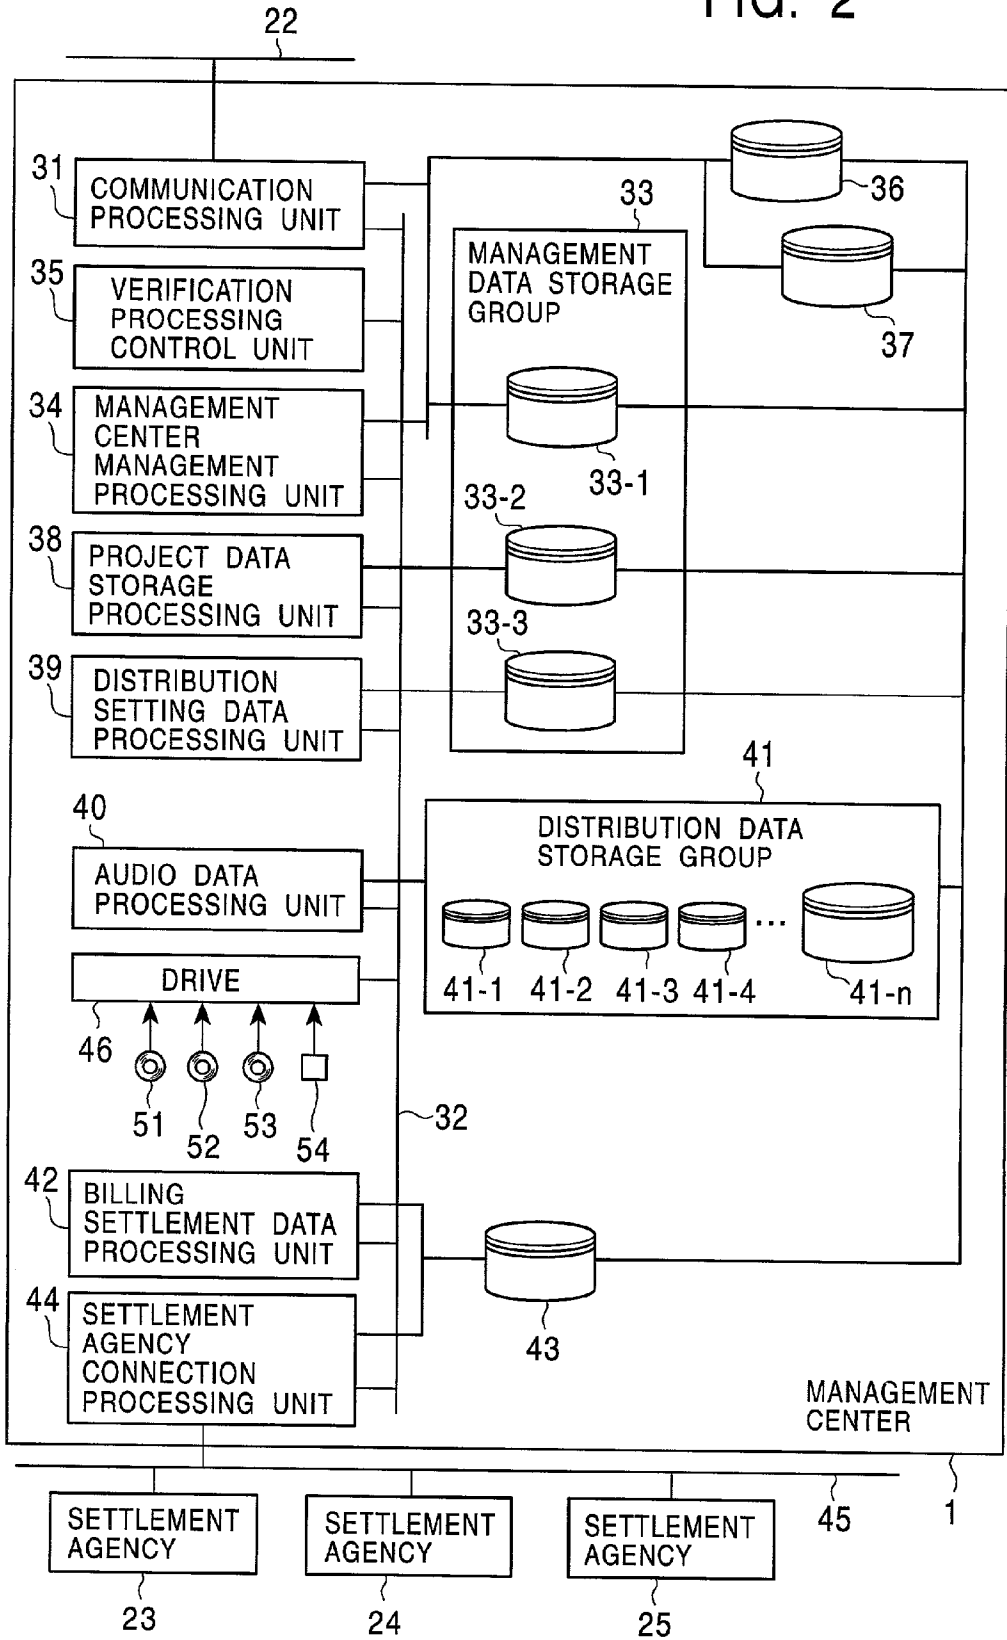 FIG. 2
22
31
COMMUNICATION
PROCESSING UNIT
36
33
35
VERIFICATION
PROCESSING
CONTROL UNIT
MANAGEMENT
DATA STORAGE
GROUP
37
34
MANAGEMENT
CENTER
MANAGEMENT
PROCESSING UNIT
33-1
33-2
38
PROJECT DATA
STORAGE
PROCESSING UNIT
33-3
39
DISTRIBUTION
SETTING DATA
PROCESSING UNIT
41
40
DISTRIBUTION DATA
STORAGE GROUP
AUDIO DATA
PROCESSING UNIT
...
41-1
41-2
41-3
41-4
41-n
DRIVE
46
51
52
53
54
32
42
BILLING
SETTLEMENT DATA
PROCESSING UNIT
44
SETTLEMENT
AGENCY
CONNECTION
PROCESSING UNIT
43
MANAGEMENT
CENTER
1
45
SETTLEMENT
AGENCY
SETTLEMENT
AGENCY
SETTLEMENT
AGENCY
23
24
25